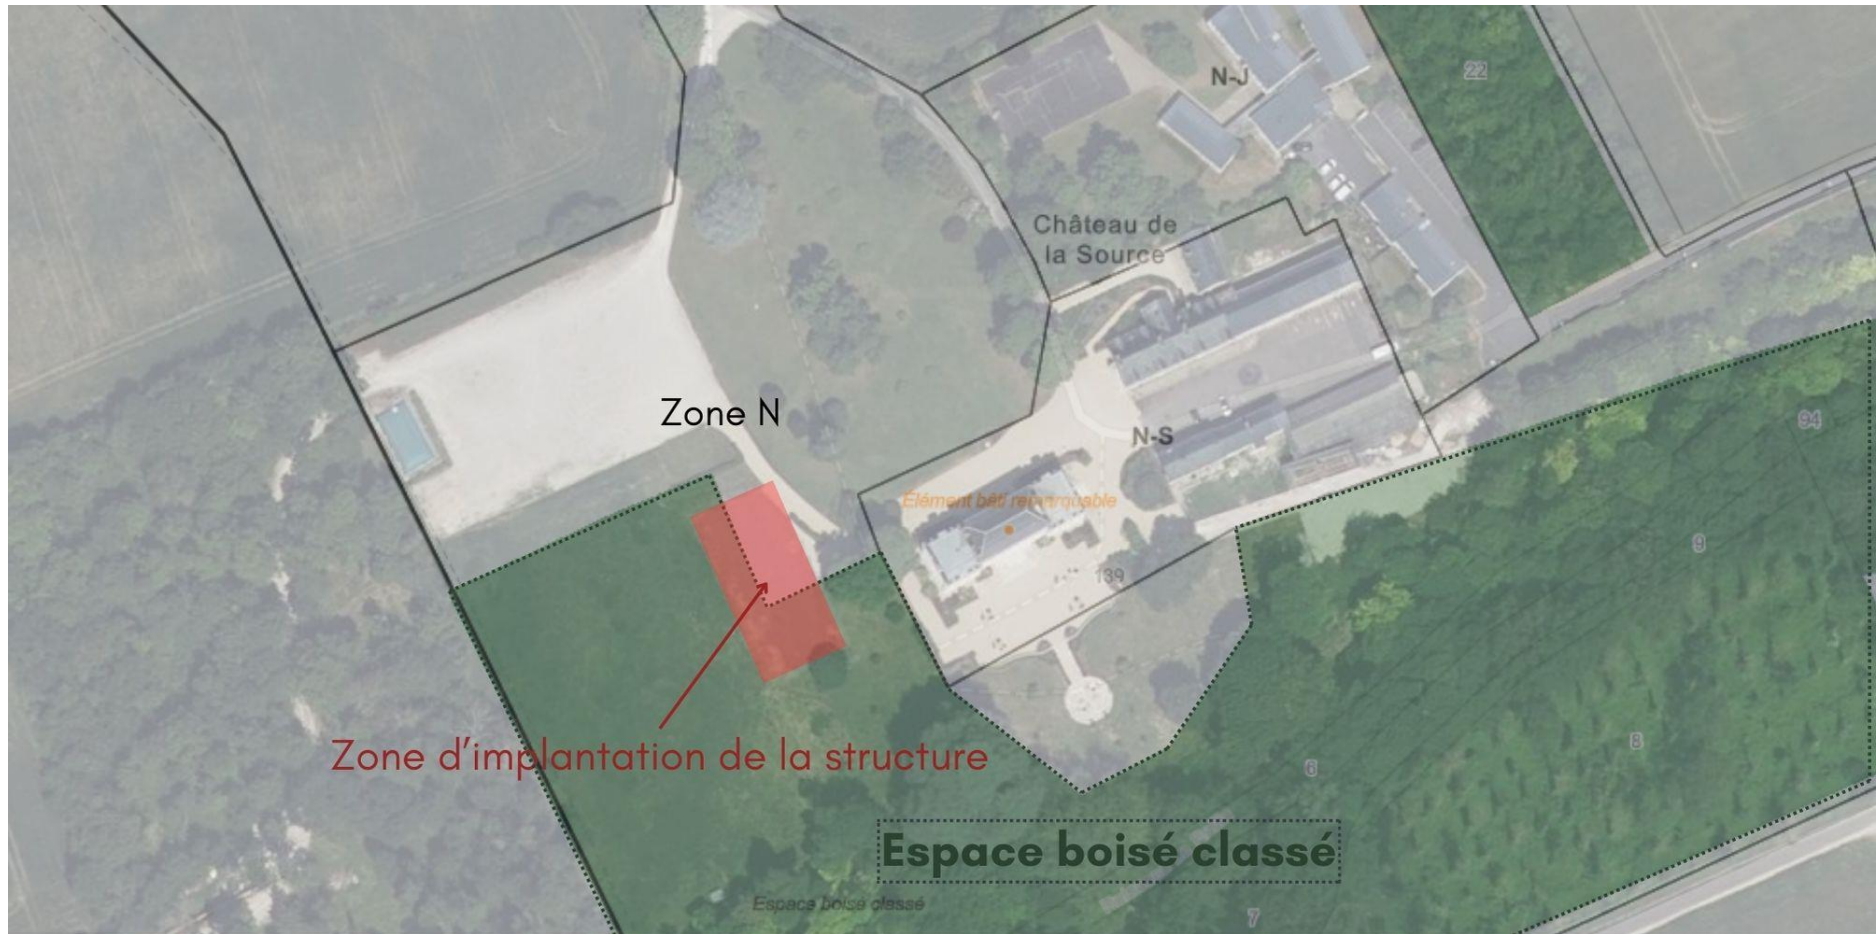 22
N-J
Château de
la Source
Zone N
94
N-S
Élément bâti remarquable
9
139
8
Zone d'implantation de la structure
6
Espace boisé classé
Espace boisé classé
7